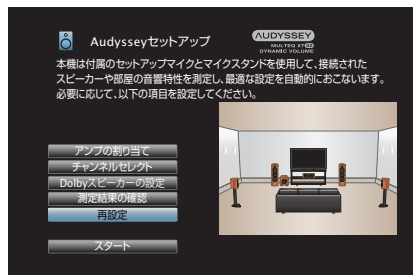 Audysseyセットアップ
AUDYSSEY
MULTEQ XT32
DYNAMIC VOLUME
本機は付属のセットアップマイクとマイクスタンドを使用して、接続された
スピーカーや部屋の音響特性を測定し、最適な設定を自動的におこないます。
必要に応じて、以下の項目を設定してください。
アンプの割り当て
チャンネルセレクト
Dolbyスピーカーの設定
測定結果の確認
再設定
スタート